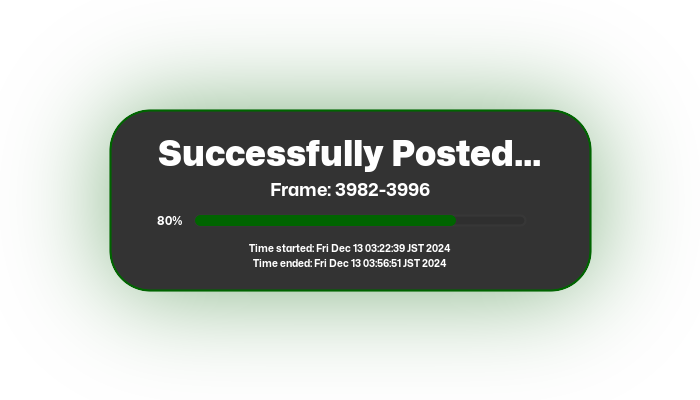 Successfully Posted...
Frame: 3982-3996
80%
Time started: Fri Dec 13 03:22:39 JST 2024
Time ended: Fri Dec 13 03:56:51 JST 2024